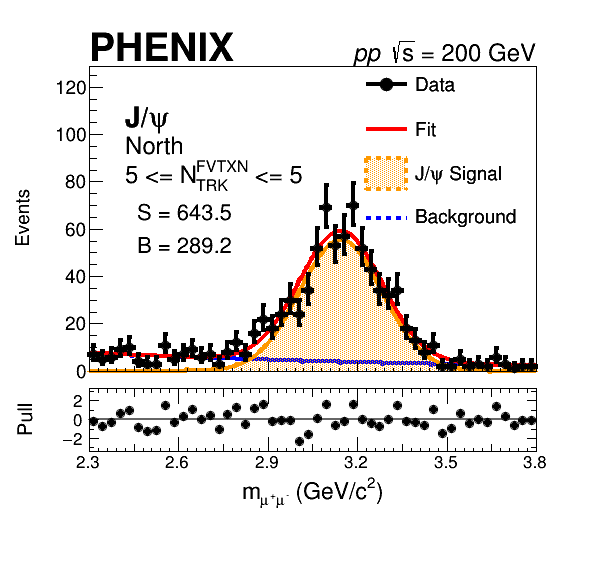 PHENIX
pp √s = 200 GeV
J/ψ
North
5 <= N_TRK^FVTXN <= 5
S = 643.5
B = 289.2
Data
Fit
J/ψ Signal
Background
Events
120
100
80
60
40
20
0
Pull
2
0
−2
2.3 2.6 2.9 3.2 3.5 3.8
m_μ⁺μ⁻ (GeV/c²)